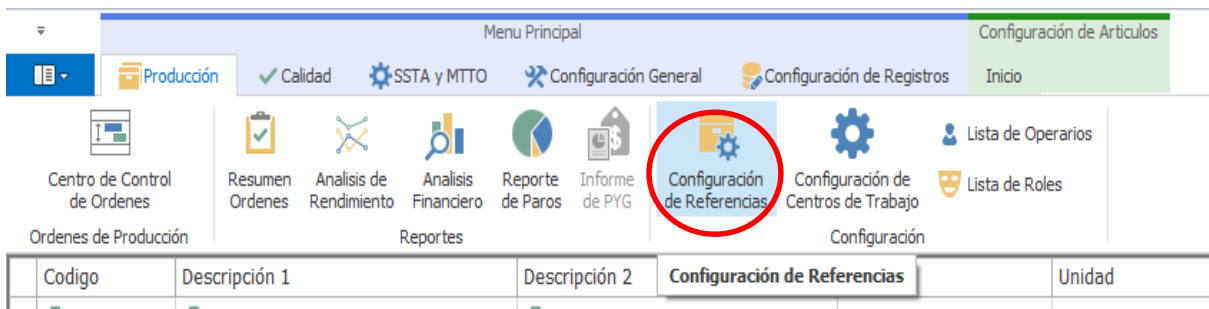 Menu Principal
Configuración de Articulos
Producción
Calidad
SSTA y MTTO
Configuración General
Configuración de Registros
Inicio
Centro de Control
de Ordenes
Resumen
Ordenes
Analisis de
Rendimiento
Analisis
Financiero
Reporte
de Paros
Informe
de PYG
Configuración
de Referencias
Configuración de
Centros de Trabajo
Lista de Operarios
Lista de Roles
Ordenes de Producción
Reportes
Configuración
Codigo
Descripción 1
Descripción 2
Configuración de Referencias
Unidad